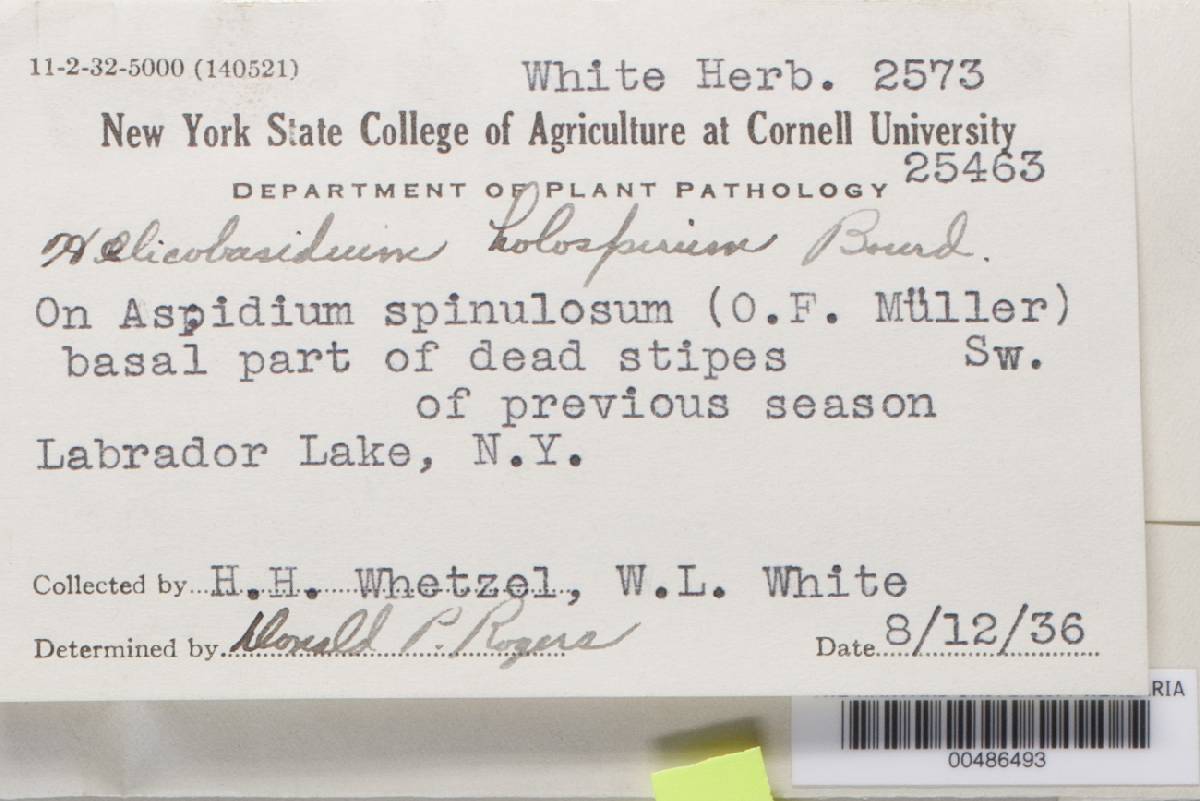 11-2-32-5000 (140521)
White Herb. 2573
New York State College of Agriculture at Cornell University
25463
DEPARTMENT OF PLANT PATHOLOGY
Helicobasidium holospirum Bourd.
On Aspidium spinulosum (O.F. Müller)
basal part of dead stipes Sw.
of previous season
Labrador Lake, N.Y.
Collected by H.H. Whetzel, W.L. White
Determined by Donald P. Rogers
Date 8/12/36
00486493